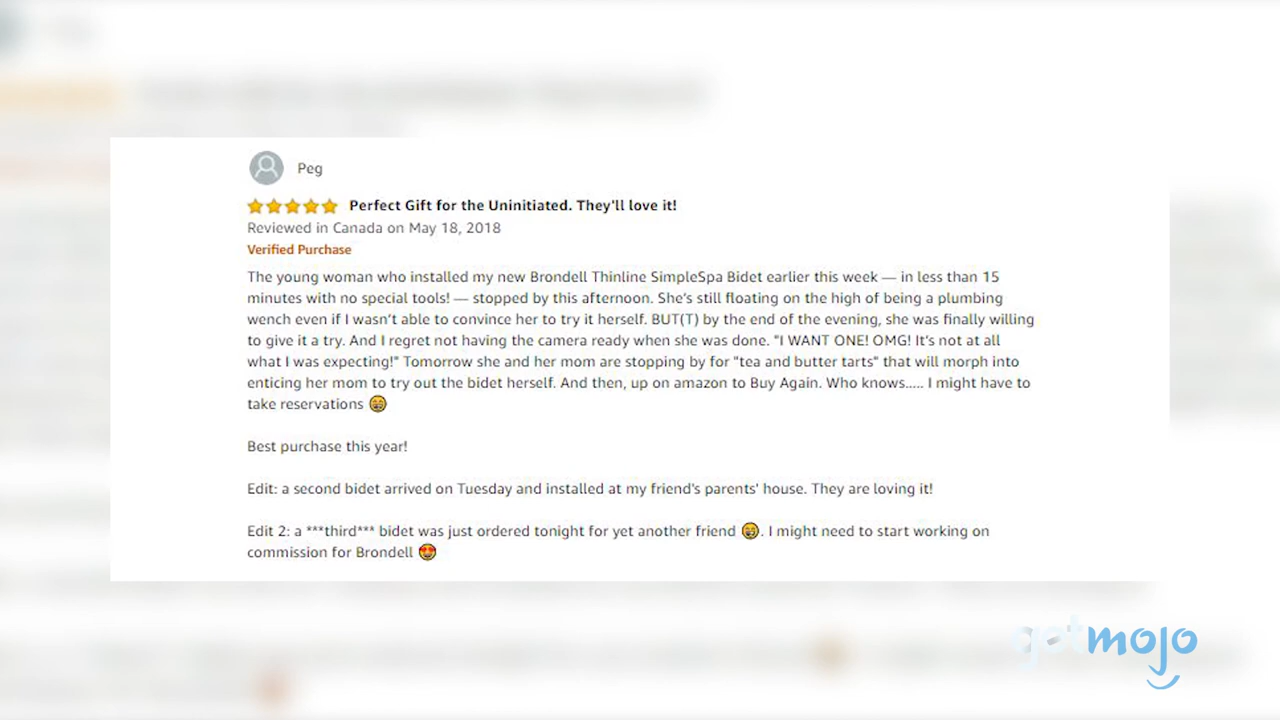 Peg
Perfect Gift for the Uninitiated. They'll love it!
Reviewed in Canada on May 18, 2018
Verified Purchase
The young woman who installed my new Brondell Thinline SimpleSpa Bidet earlier this week — in less than 15
minutes with no special tools! — stopped by this afternoon. She's still floating on the high of being a plumbing
wench even if I wasn't able to convince her to try it herself. BUT(T) by the end of the evening, she was finally willing
to give it a try. And I regret not having the camera ready when she was done. "I WANT ONE! OMG! It's not at all
what I was expecting!" Tomorrow she and her mom are stopping by for "tea and butter tarts" that will morph into
enticing her mom to try out the bidet herself. And then, up on amazon to Buy Again. Who knows..... I might have to
take reservations 😁
Best purchase this year!
Edit: a second bidet arrived on Tuesday and installed at my friend's parents' house. They are loving it!
Edit 2: a ***third*** bidet was just ordered tonight for yet another friend 😁. I might need to start working on
commission for Brondell 😍
gotmojo